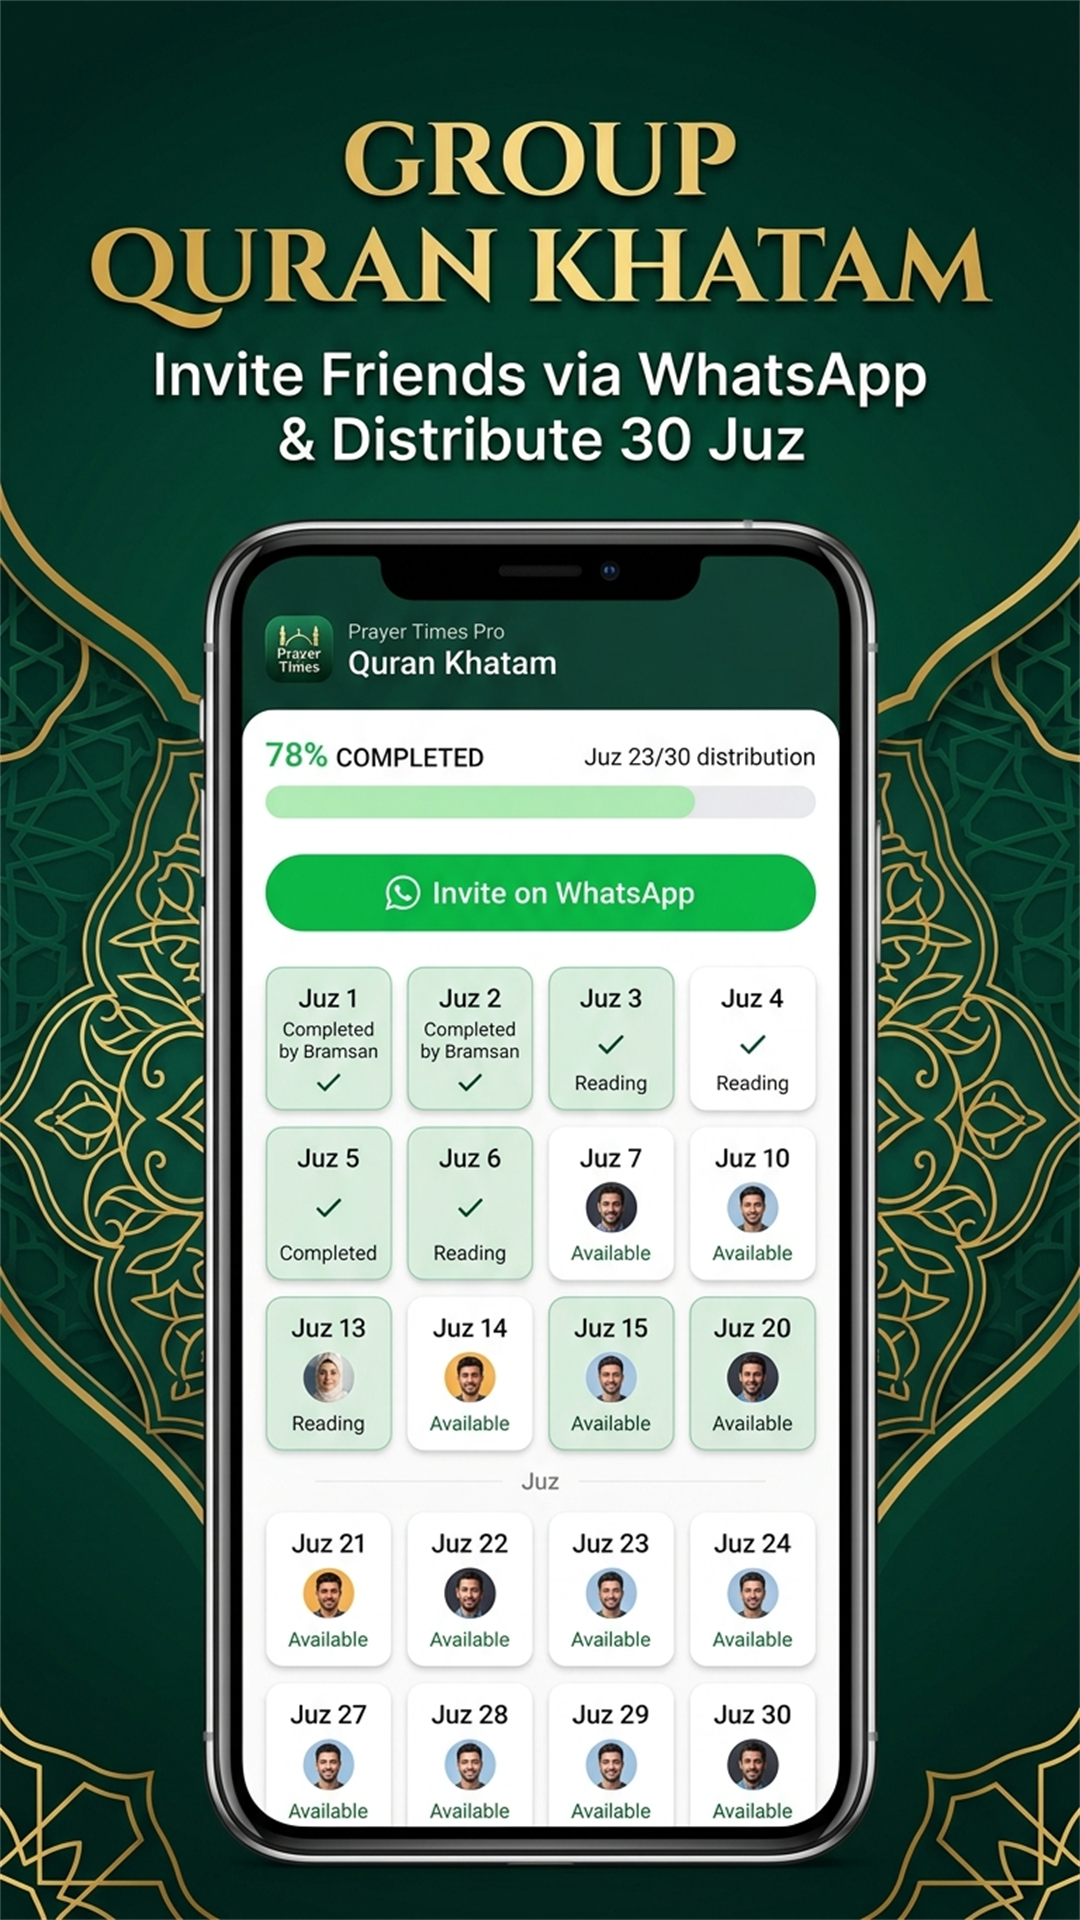 GROUP
QURAN KHATAM
Invite Friends via WhatsApp
& Distribute 30 Juz
Prayer Times
Prayer Times Pro
Quran Khatam
78% COMPLETED
Juz 23/30 distribution
Invite on WhatsApp
Juz 1
Completed
by Bramsan
Juz 2
Completed
by Bramsan
Juz 3
Reading
Juz 4
Reading
Juz 5
Completed
Juz 6
Reading
Juz 7
Available
Juz 10
Available
Juz 13
Reading
Juz 14
Available
Juz 15
Available
Juz 20
Available
Juz
Juz 21
Available
Juz 22
Available
Juz 23
Available
Juz 24
Available
Juz 27
Available
Juz 28
Available
Juz 29
Available
Juz 30
Available